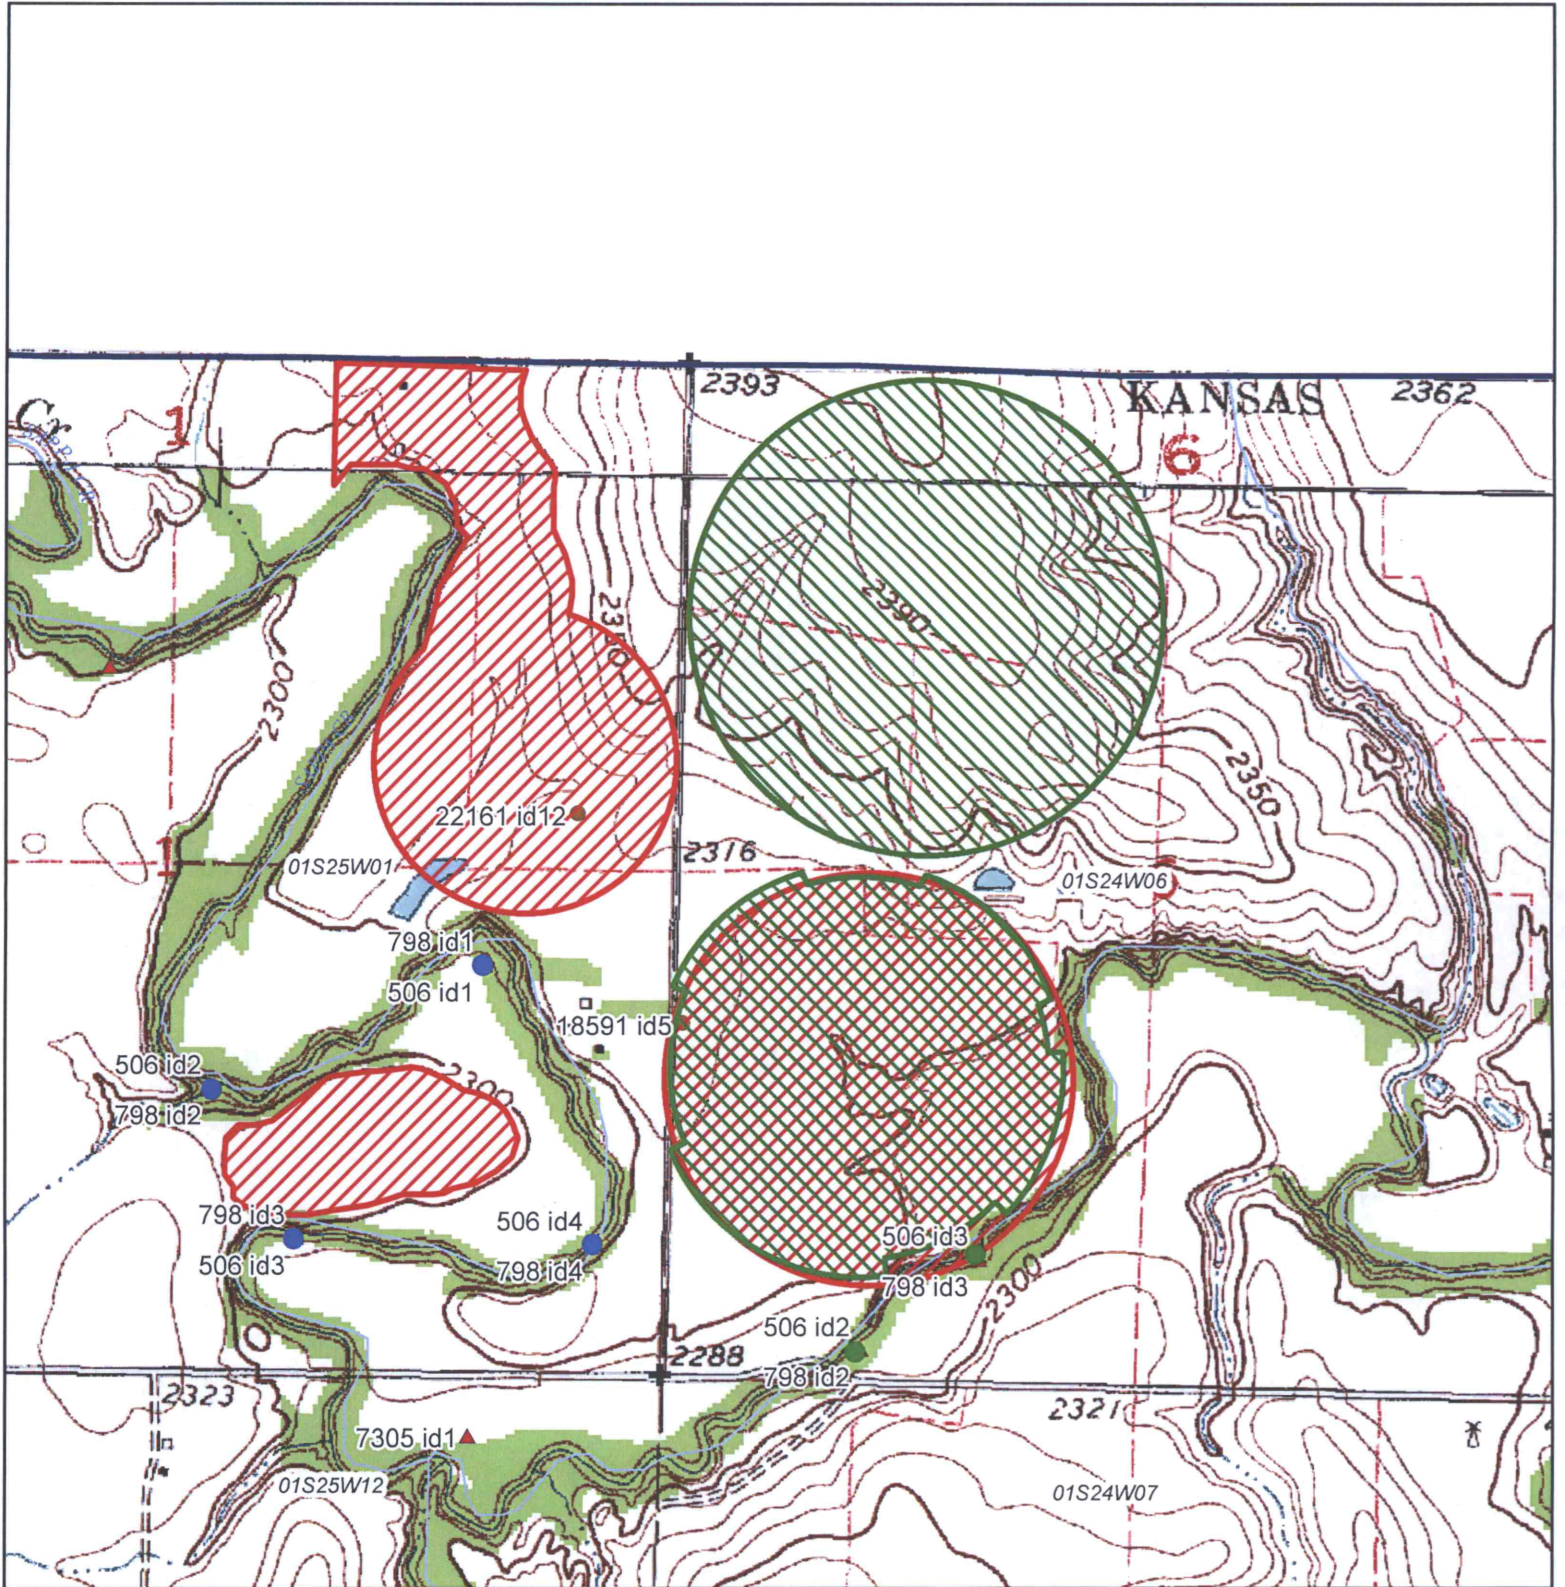 2393
KANSAS
2362
Cr
1
6
2390
2300
2350
22161 id12
2316
1
01S25W01
01S24W06
798 id1
506 id1
18591 id5
506 id2
798 id2
2300
798 id3
506 id4
506 id3
506 id3
798 id4
798 id3
2300
506 id2
2288
798 id2
2323
2321
7305 id1
01S25W12
01S24W07